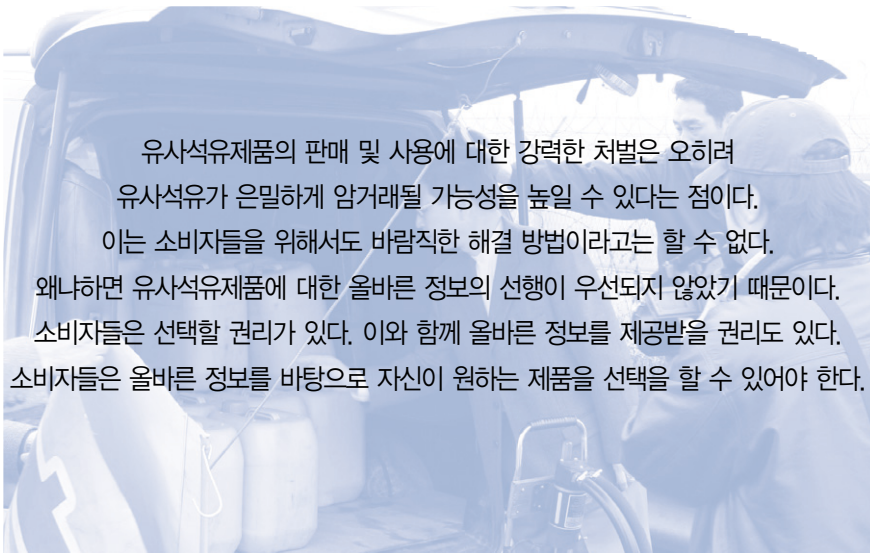 유사석유제품의 판매 및 사용에 대한 강력한 처벌은 오히려
유사석유가 은밀하게 암거래될 가능성을 높일 수 있다는 점이다.
이는 소비자들을 위해서도 바람직한 해결 방법이라고는 할 수 없다.
왜냐하면 유사석유제품에 대한 올바른 정보의 선행이 우선되지 않았기 때문이다.
소비자들은 선택할 권리가 있다. 이와 함께 올바른 정보를 제공받을 권리도 있다.
소비자들은 올바른 정보를 바탕으로 자신이 원하는 제품을 선택을 할 수 있어야 한다.